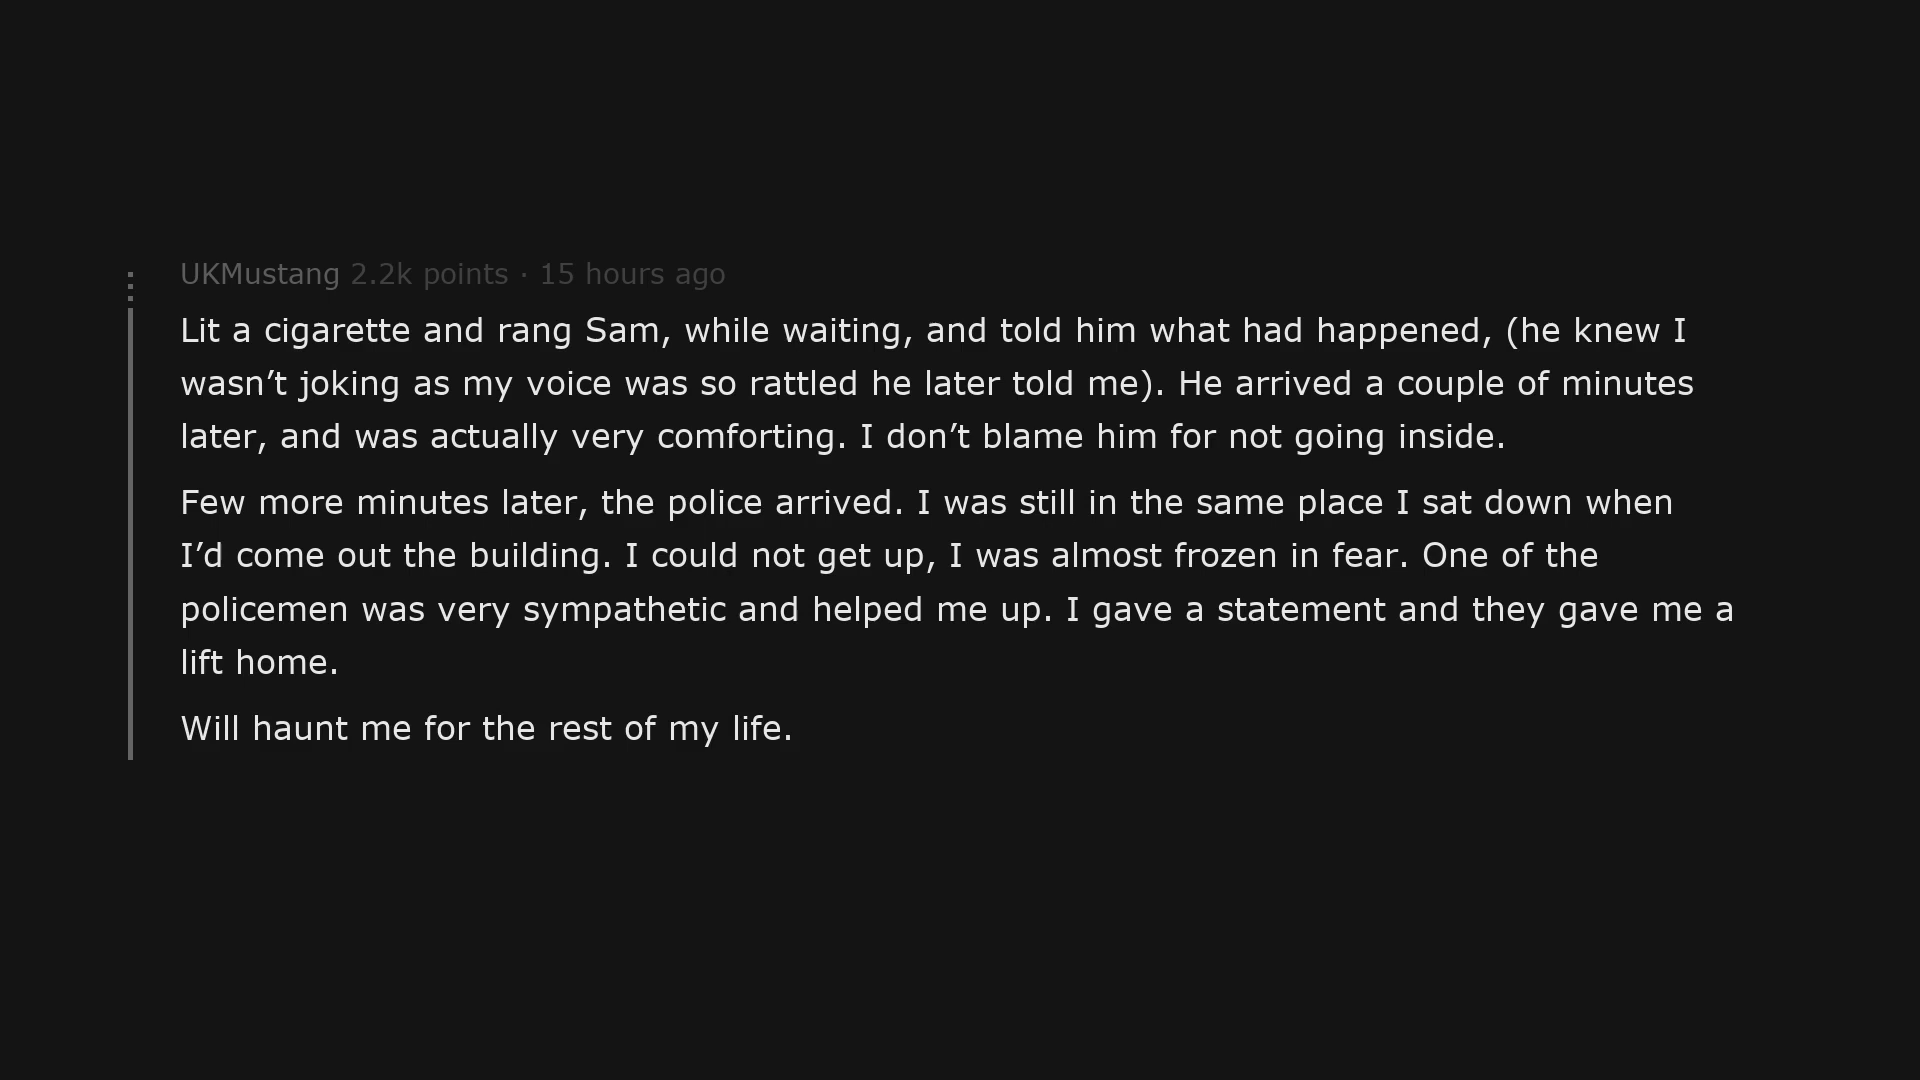 UKMustang 2.2k points · 15 hours ago
Lit a cigarette and rang Sam, while waiting, and told him what had happened, (he knew I
wasn’t joking as my voice was so rattled he later told me). He arrived a couple of minutes
later, and was actually very comforting. I don’t blame him for not going inside.
Few more minutes later, the police arrived. I was still in the same place I sat down when
I’d come out the building. I could not get up, I was almost frozen in fear. One of the
policemen was very sympathetic and helped me up. I gave a statement and they gave me a
lift home.
Will haunt me for the rest of my life.